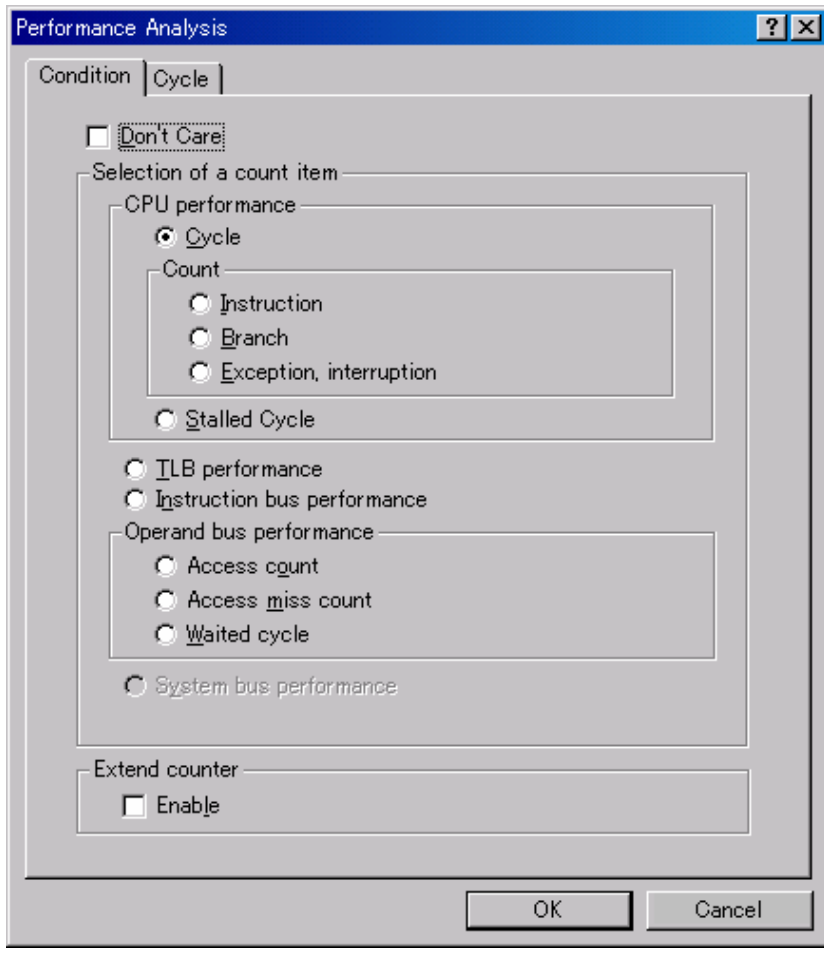 Performance Analysis
Condition Cycle
Don't Care
Selection of a count item
CPU performance
Cycle
Count
Instruction
Branch
Exception, interruption
Stalled Cycle
TLB performance
Instruction bus performance
Operand bus performance
Access count
Access miss count
Waited cycle
System bus performance
Extend counter
Enable
OK Cancel